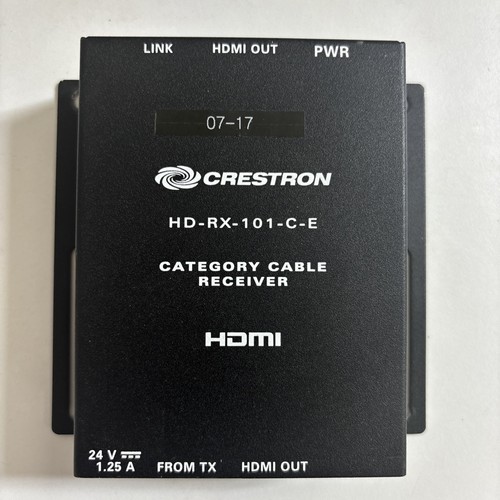 LINK HDMI OUT PWR
07-17
CRESTRON
HD-RX-101-C-E
CATEGORY CABLE
RECEIVER
HDMI
24 V
1.25 A FROM TX HDMI OUT